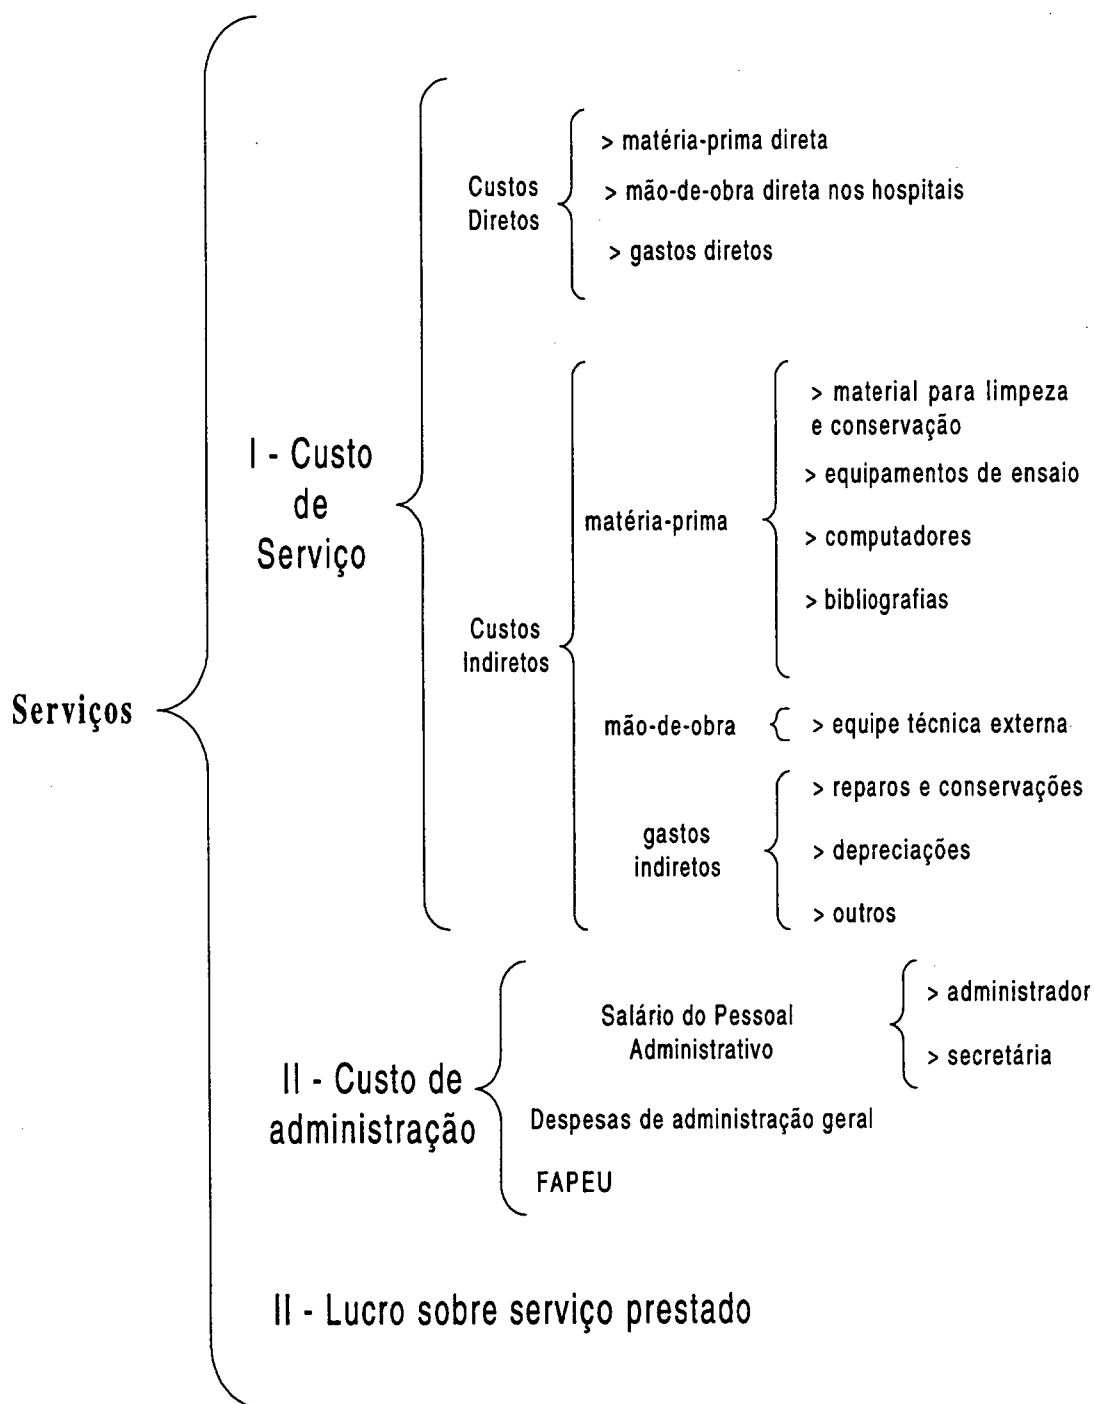 Serviços
I - Custo
de
Serviço
Custos
Diretos
> matéria-prima direta
> mão-de-obra direta nos hospitais
> gastos diretos
Custos
Indiretos
matéria-prima
> material para limpeza
e conservação
> equipamentos de ensaio
> computadores
> bibliografias
mão-de-obra
> equipe técnica externa
gastos
indiretos
> reparos e conservações
> depreciações
> outros
II - Custo de
administração
Salário do Pessoal
Administrativo
> administrador
> secretária
Despesas de administração geral
FAPEU
II - Lucro sobre serviço prestado